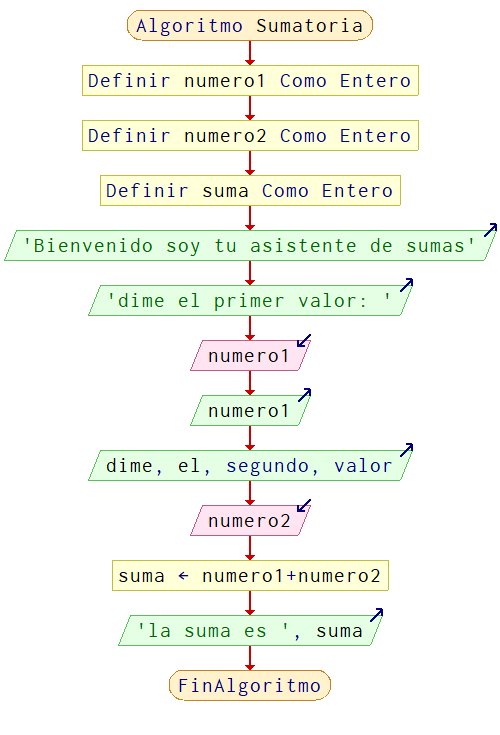 Algoritmo Sumatoria
Definir numero1 Como Entero
Definir numero2 Como Entero
Definir suma Como Entero
'Bienvenido soy tu asistente de sumas'
'dime el primer valor: '
numero1
numero1
dime, el, segundo, valor
numero2
suma ← numero1+numero2
'la suma es ', suma
FinAlgoritmo